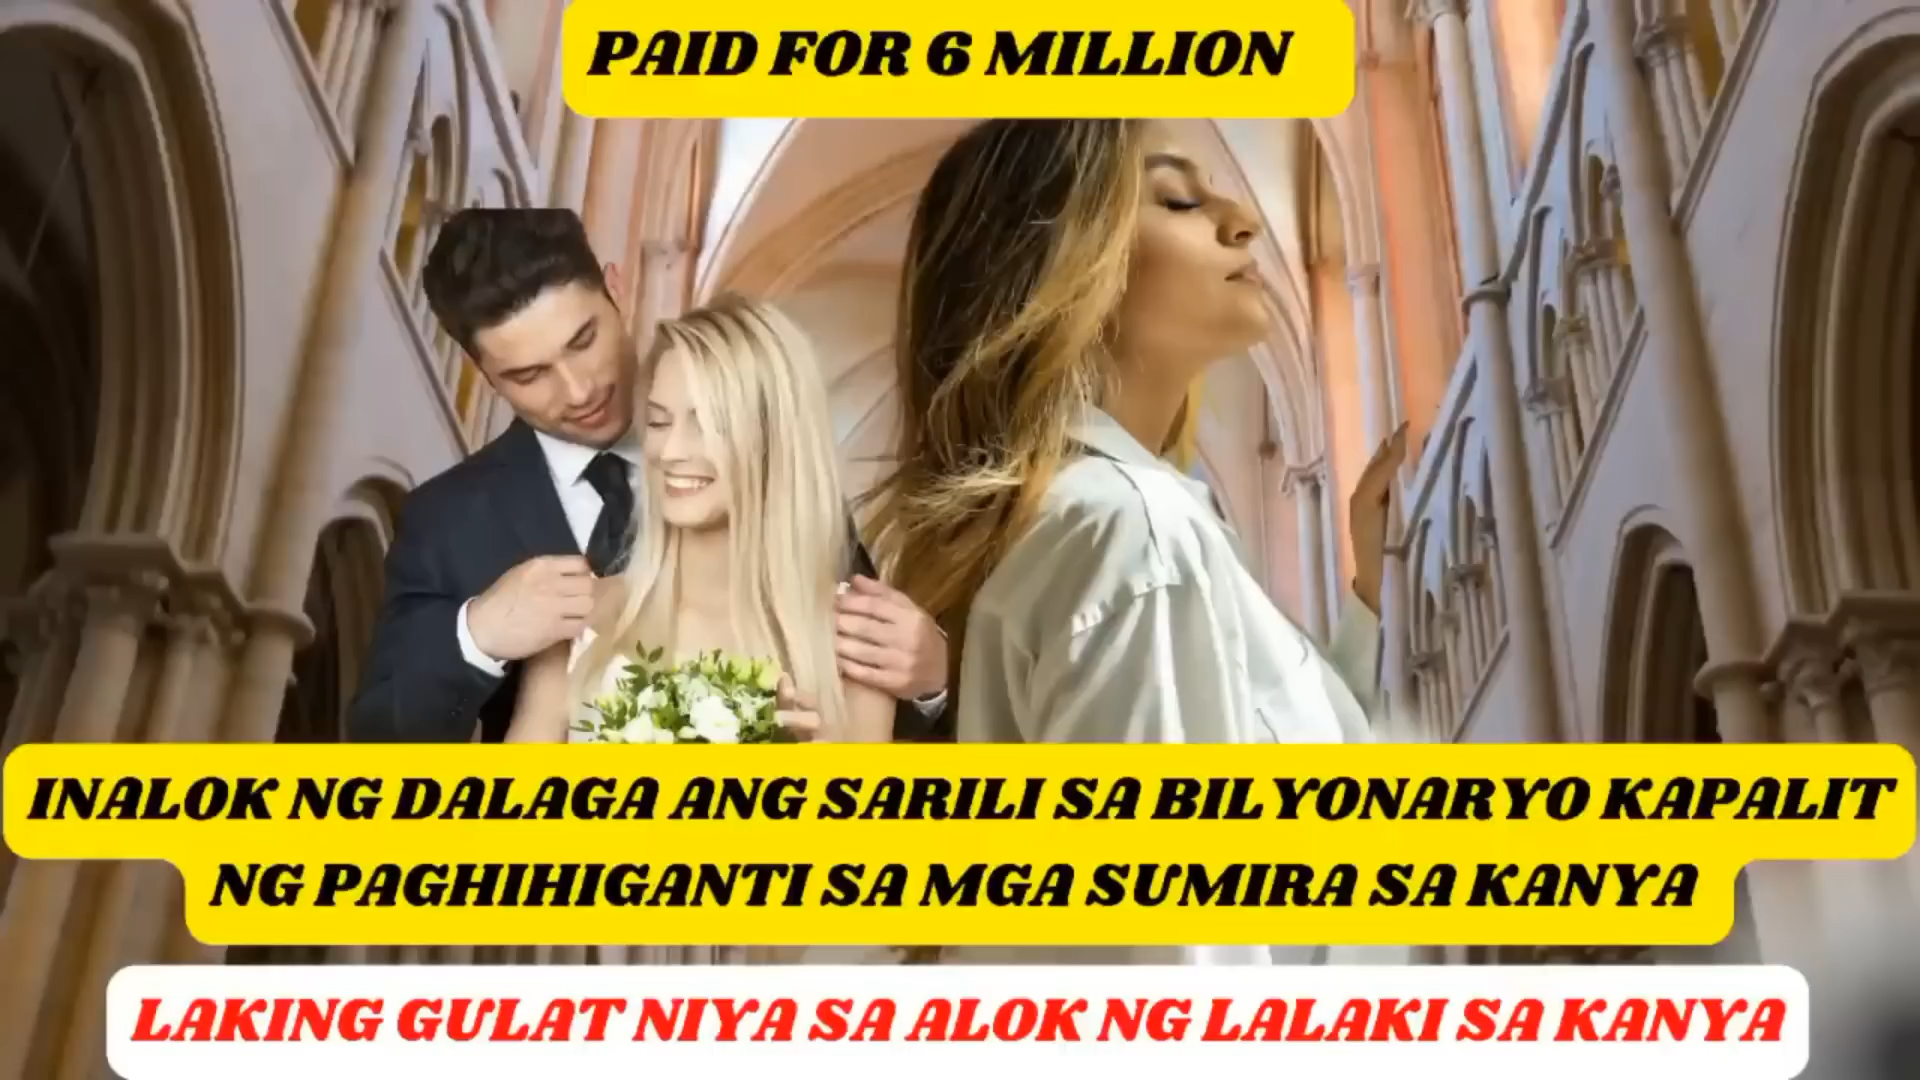 PAID FOR 6 MILLION
INALOK NG DALAGA ANG SARILI SA BILYONARYO KAPALIT
NG PAGHIHIGANTI SA MGA SUMIRA SA KANYA
LAKING GULAT NIYA SA ALOK NG LALAKI SA KANYA